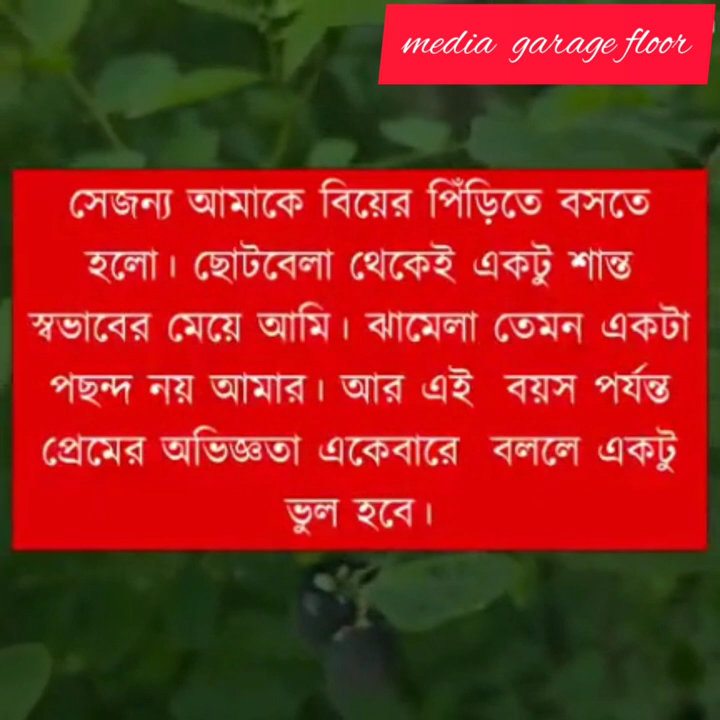 media garage floor
সেজন্য আমাকে বিয়ের পিঁড়িতে বসতে
হলো। ছোটবেলা থেকেই একটু শান্ত
স্বভাবের মেয়ে আমি। ঝামেলা তেমন একটা
পছন্দ নয় আমার। আর এই বয়স পর্যন্ত
প্রেমের অভিজ্ঞতা একেবারে বললে একটু
ভুল হবে।